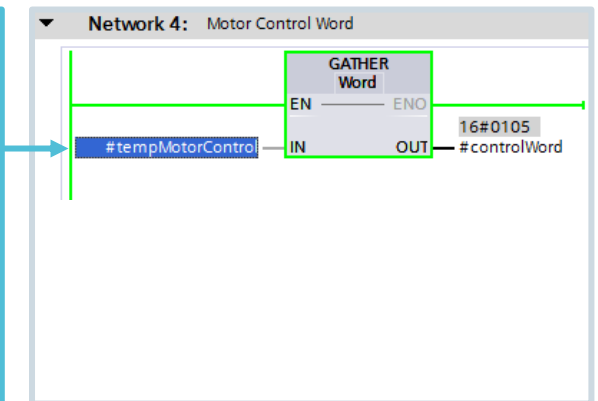 Network 4: Motor Control Word
GATHER
Word
EN ENO
16#0105
#tempMotorControl IN OUT #controlWord